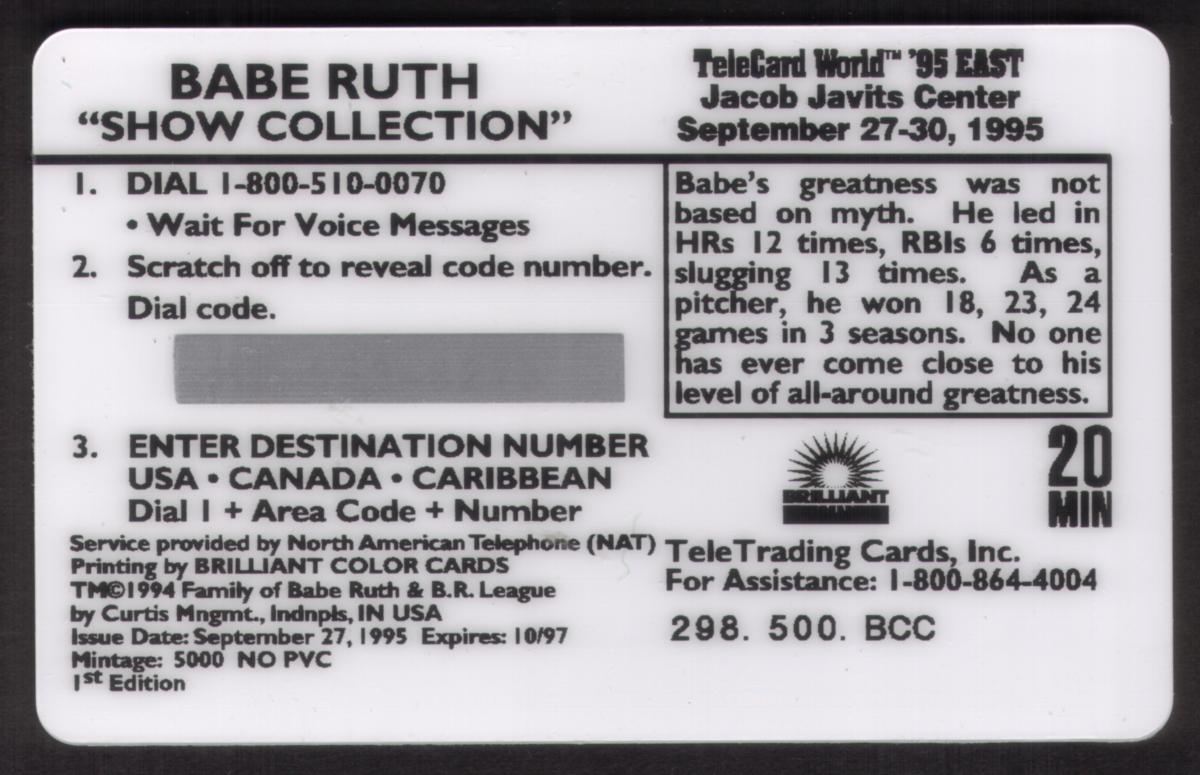 BABE RUTH
“SHOW COLLECTION”
TeleCard World™ '95 EAST
Jacob Javits Center
September 27-30, 1995
1. DIAL 1-800-510-0070
• Wait For Voice Messages
2. Scratch off to reveal code number.
Dial code.
Babe's greatness was not
based on myth. He led in
HRs 12 times, RBIs 6 times,
slugging 13 times. As a
pitcher, he won 18, 23, 24
games in 3 seasons. No one
has ever come close to his
level of all-around greatness.
3. ENTER DESTINATION NUMBER
USA • CANADA • CARIBBEAN
Dial 1 + Area Code + Number
BRILLIANT
20
MIN
Service provided by North American Telephone (NAT)
Printing by BRILLIANT COLOR CARDS
TM©1994 Family of Babe Ruth & B.R. League
by Curtis Mngmt., Indnpls, IN USA
Issue Date: September 27, 1995 Expires: 10/97
Mintage: 5000 NO PVC
1st Edition
TeleTrading Cards, Inc.
For Assistance: 1-800-864-4004
298. 500. BCC